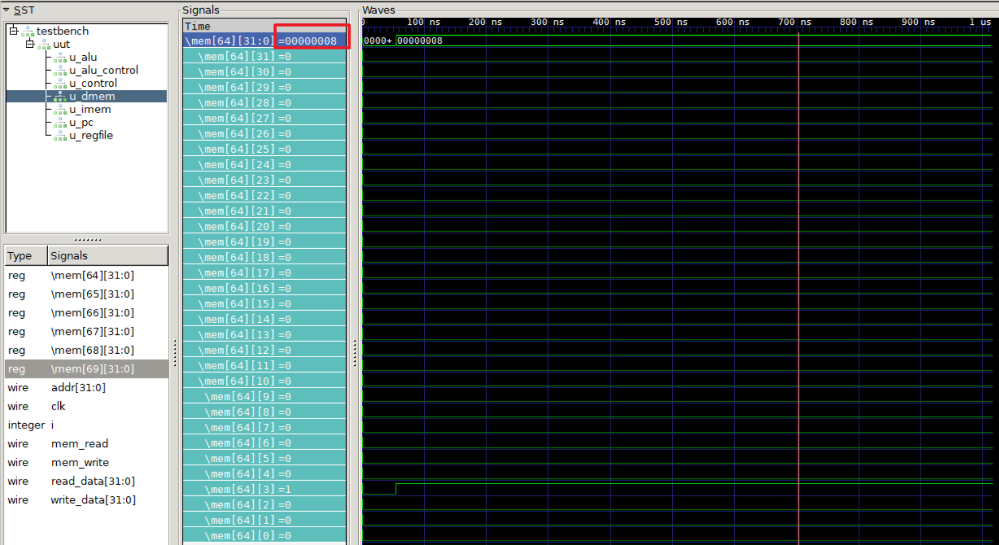 SST
testbench
uut
u_alu
u_alu_control
u_control
u_dmem
u_imem
u_pc
u_regfile
Type Signals
reg \mem[64][31:0]
reg \mem[65][31:0]
reg \mem[66][31:0]
reg \mem[67][31:0]
reg \mem[68][31:0]
reg \mem[69][31:0]
wire addr[31:0]
wire clk
integer i
wire mem_read
wire mem_write
wire read_data[31:0]
wire write_data[31:0]
Signals
Time
\mem[64][31:0] =00000008
\mem[64][31] =0
\mem[64][30] =0
\mem[64][29] =0
\mem[64][28] =0
\mem[64][27] =0
\mem[64][26] =0
\mem[64][25] =0
\mem[64][24] =0
\mem[64][23] =0
\mem[64][22] =0
\mem[64][21] =0
\mem[64][20] =0
\mem[64][19] =0
\mem[64][18] =0
\mem[64][17] =0
\mem[64][16] =0
\mem[64][15] =0
\mem[64][14] =0
\mem[64][13] =0
\mem[64][12] =0
\mem[64][11] =0
\mem[64][10] =0
\mem[64][9] =0
\mem[64][8] =0
\mem[64][7] =0
\mem[64][6] =0
\mem[64][5] =0
\mem[64][4] =0
\mem[64][3] =1
\mem[64][2] =0
\mem[64][1] =0
\mem[64][0] =0
Waves
0 100 ns 200 ns 300 ns 400 ns 500 ns 600 ns 700 ns 800 ns 900 ns 1 us
0000+ 00000008